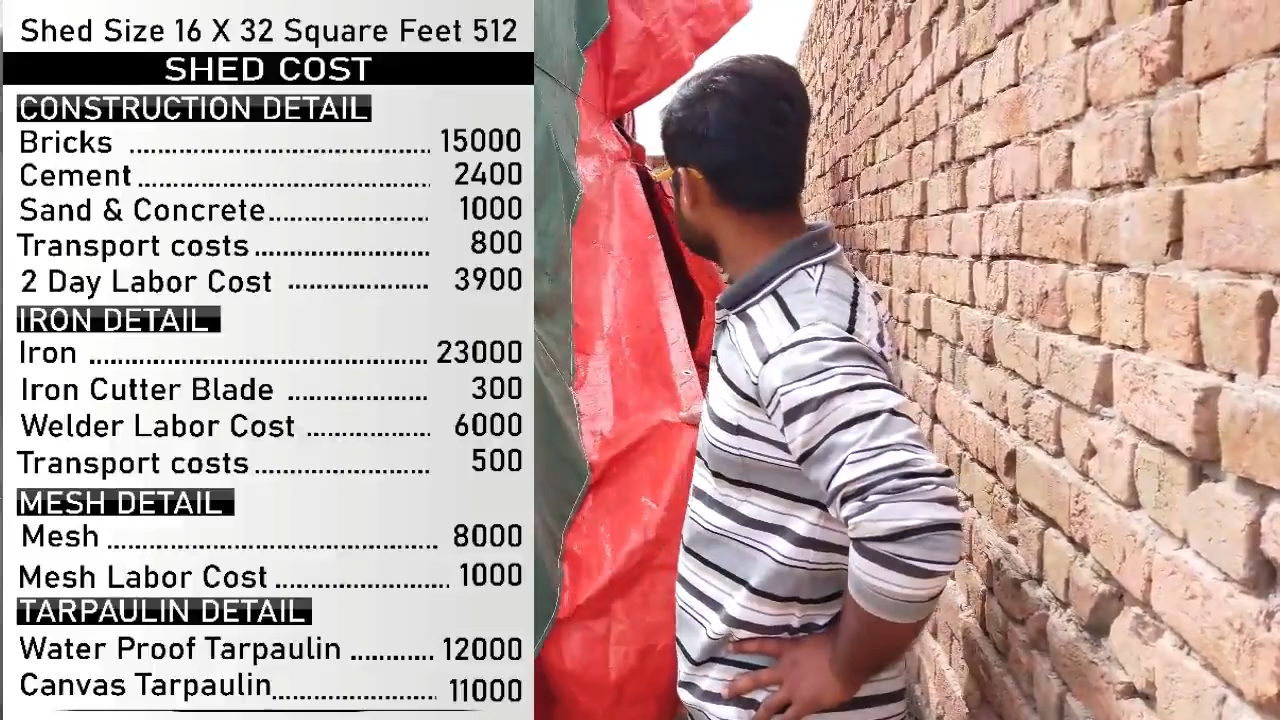 Shed Size 16 X 32 Square Feet 512
SHED COST
CONSTRUCTION DETAIL
Bricks ........................................ 15000
Cement ........................................ 2400
Sand & Concrete...................... 1000
Transport costs ........................ 800
2 Day Labor Cost .................... 3900
IRON DETAIL
Iron .............................................. 23000
Iron Cutter Blade .................... 300
Welder Labor Cost ................. 6000
Transport costs ........................ 500
MESH DETAIL
Mesh ............................................ 8000
Mesh Labor Cost ...................... 1000
TARPAULIN DETAIL
Water Proof Tarpaulin ............ 12000
Canvas Tarpaulin...................... 11000